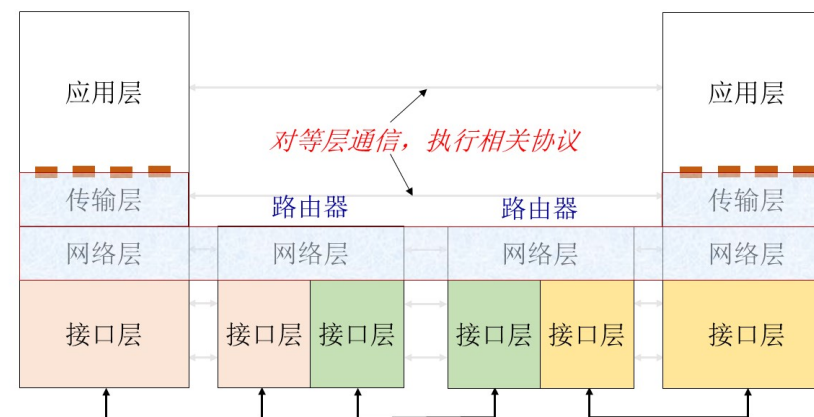 应用层
应用层
对等层通信，执行相关协议
传输层
路由器
路由器
传输层
网络层
网络层
网络层
网络层
接口层
接口层
接口层
接口层
接口层
接口层